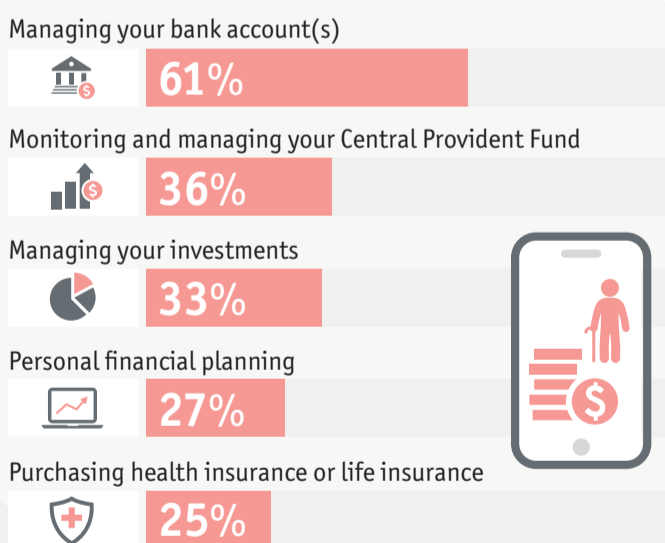 Managing your bank account(s)
$
61%
Monitoring and managing your Central Provident Fund
$
36%
Managing your investments
33%
Personal financial planning
27%
$
Purchasing health insurance or life insurance
25%